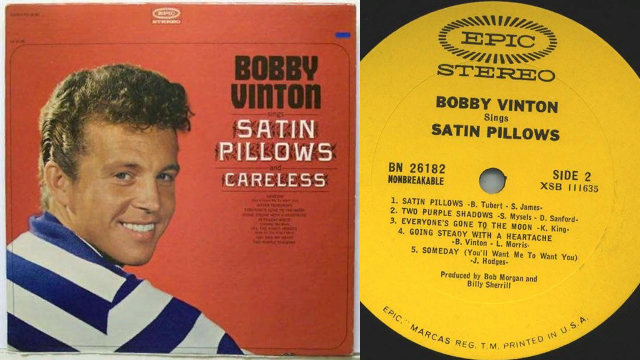 EPIC
STEREO
BOBBY
VINTON
sings
SATIN
PILLOWS
and
CARELESS
EPIC
STEREO
BOBBY VINTON
Sings
SATIN PILLOWS
BN 26182
NONBREAKABLE
SIDE 2
XSB 111635
1. SATIN PILLOWS -B. Tubert - S. James-
2. TWO PURPLE SHADOWS -S. Mysels - D. Sanford-
3. EVERYONE'S GONE TO THE MOON -K. King-
4. GOING STEADY WITH A HEARTACHE
-B. Vinton - L. Morris-
5. SOMEDAY (You'll Want Me To Want You)
-J. Hodges-
Produced by Bob Morgan and
Billy Sherrill
EPIC, MARCAS REG. T.M. PRINTED IN U.S.A.